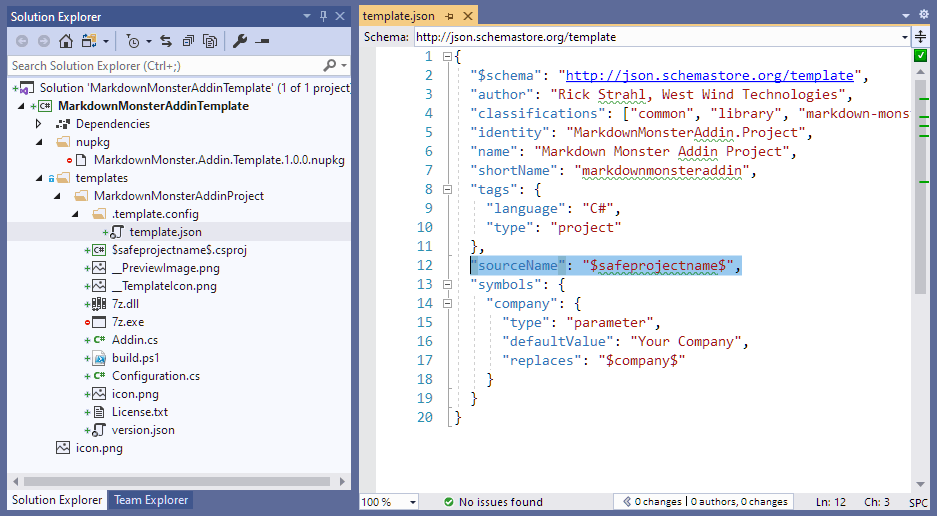 Solution Explorer
Search Solution Explorer (Ctrl+;)
Solution 'MarkdownMonsterAddinTemplate' (1 of 1 project)
MarkdownMonsterAddinTemplate
Dependencies
nupkg
MarkdownMonster.Addin.Template.1.0.0.nupkg
templates
MarkdownMonsterAddinProject
.template.config
template.json
$safeprojectname$.csproj
__PreviewImage.png
__TemplateIcon.png
7z.dll
7z.exe
C# Addin.cs
build.ps1
C# Configuration.cs
icon.png
License.txt
version.json
icon.png
Solution Explorer Team Explorer
template.json
Schema: http://json.schemastore.org/template
1 {
2 "$schema": "http://json.schemastore.org/template",
3 "author": "Rick Strahl, West Wind Technologies",
4 "classifications": ["common", "library", "markdown-mons
5 "identity": "MarkdownMonsterAddin.Project",
6 "name": "Markdown Monster Addin Project",
7 "shortName": "markdownmonsteraddin",
8 "tags": {
9 "language": "C#",
10 "type": "project"
11 },
12 "sourceName": "$safeprojectname$",
13 "symbols": {
14 "company": {
15 "type": "parameter",
16 "defaultValue": "Your Company",
17 "replaces": "$company$"
18 }
19 }
20 }
100 % No issues found 0 changes | 0 authors, 0 changes Ln: 12 Ch: 3 SPC